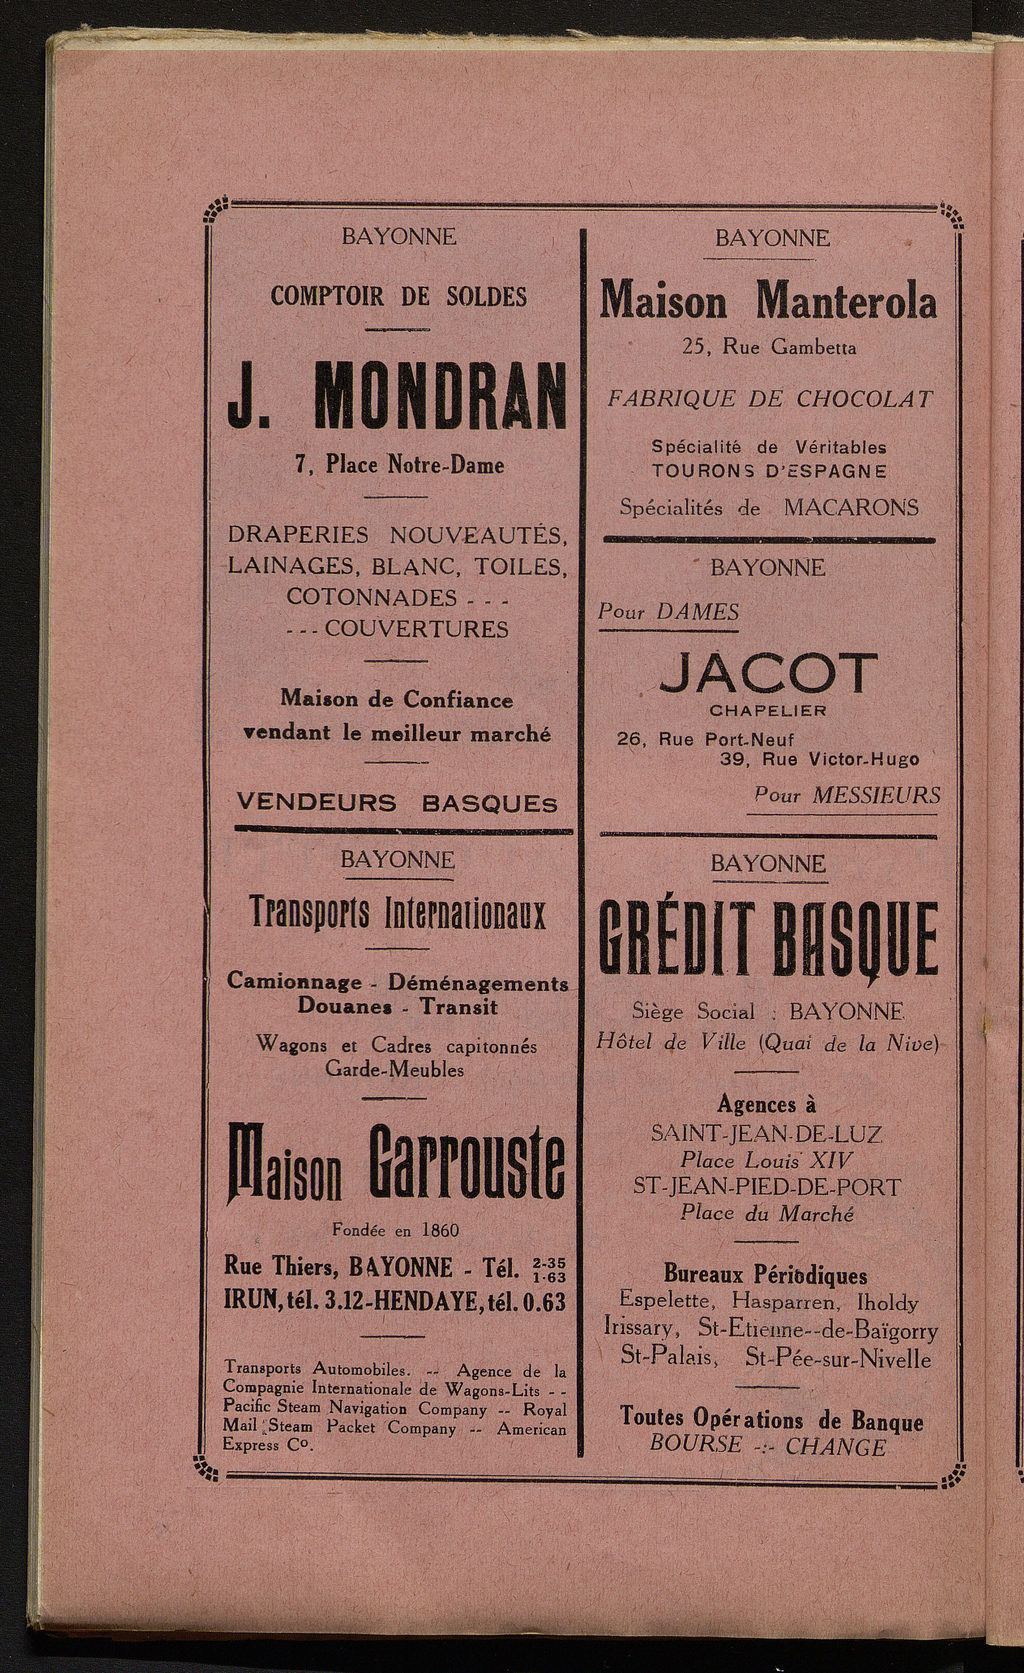 BAYONNE
COMPTOIR DE SOLDES
J. MONDRAN
7, Place Notre-Dame
DRAPERIES NOUVEAUTÉS,
LAINAGES, BLANC, TOILES,
COTONNADES - - -
- - - COUVERTURES
Maison de Confiance
vendant le meilleur marché
VENDEURS BASQUES
BAYONNE
Transports Internationaux
Camionnage - Déménagements
Douanes - Transit
Wagons et Cadres capitonnés
Garde-Meubles
Maison Garrouste
Fondée en 1860
Rue Thiers, BAYONNE - Tél. 2-35 1-63
IRUN, tél. 3.12-HENDAYE, tél. 0.63
Transports Automobiles. -- Agence de la
Compagnie Internationale de Wagons-Lits - -
Pacific Steam Navigation Company -- Royal
Mail Steam Packet Company -- American
Express Co.
BAYONNE
Maison Manterola
25, Rue Gambetta
FABRIQUE DE CHOCOLAT
Spécialité de Véritables
TOURONS D'ESPAGNE
Spécialités de MACARONS
BAYONNE
Pour DAMES
JACOT
CHAPELIER
26, Rue Port-Neuf
39, Rue Victor-Hugo
Pour MESSIEURS
BAYONNE
CRÉDIT BASQUE
Siège Social : BAYONNE
Hôtel de Ville (Quai de la Nive)
Agences à
SAINT-JEAN-DE-LUZ
Place Louis XIV
ST-JEAN-PIED-DE-PORT
Place du Marché
Bureaux Périodiques
Espelette, Hasparren, Iholdy
Irissary, St-Etienne--de-Baïgorry
St-Palais, St-Pée-sur-Nivelle
Toutes Opérations de Banque
BOURSE -:- CHANGE